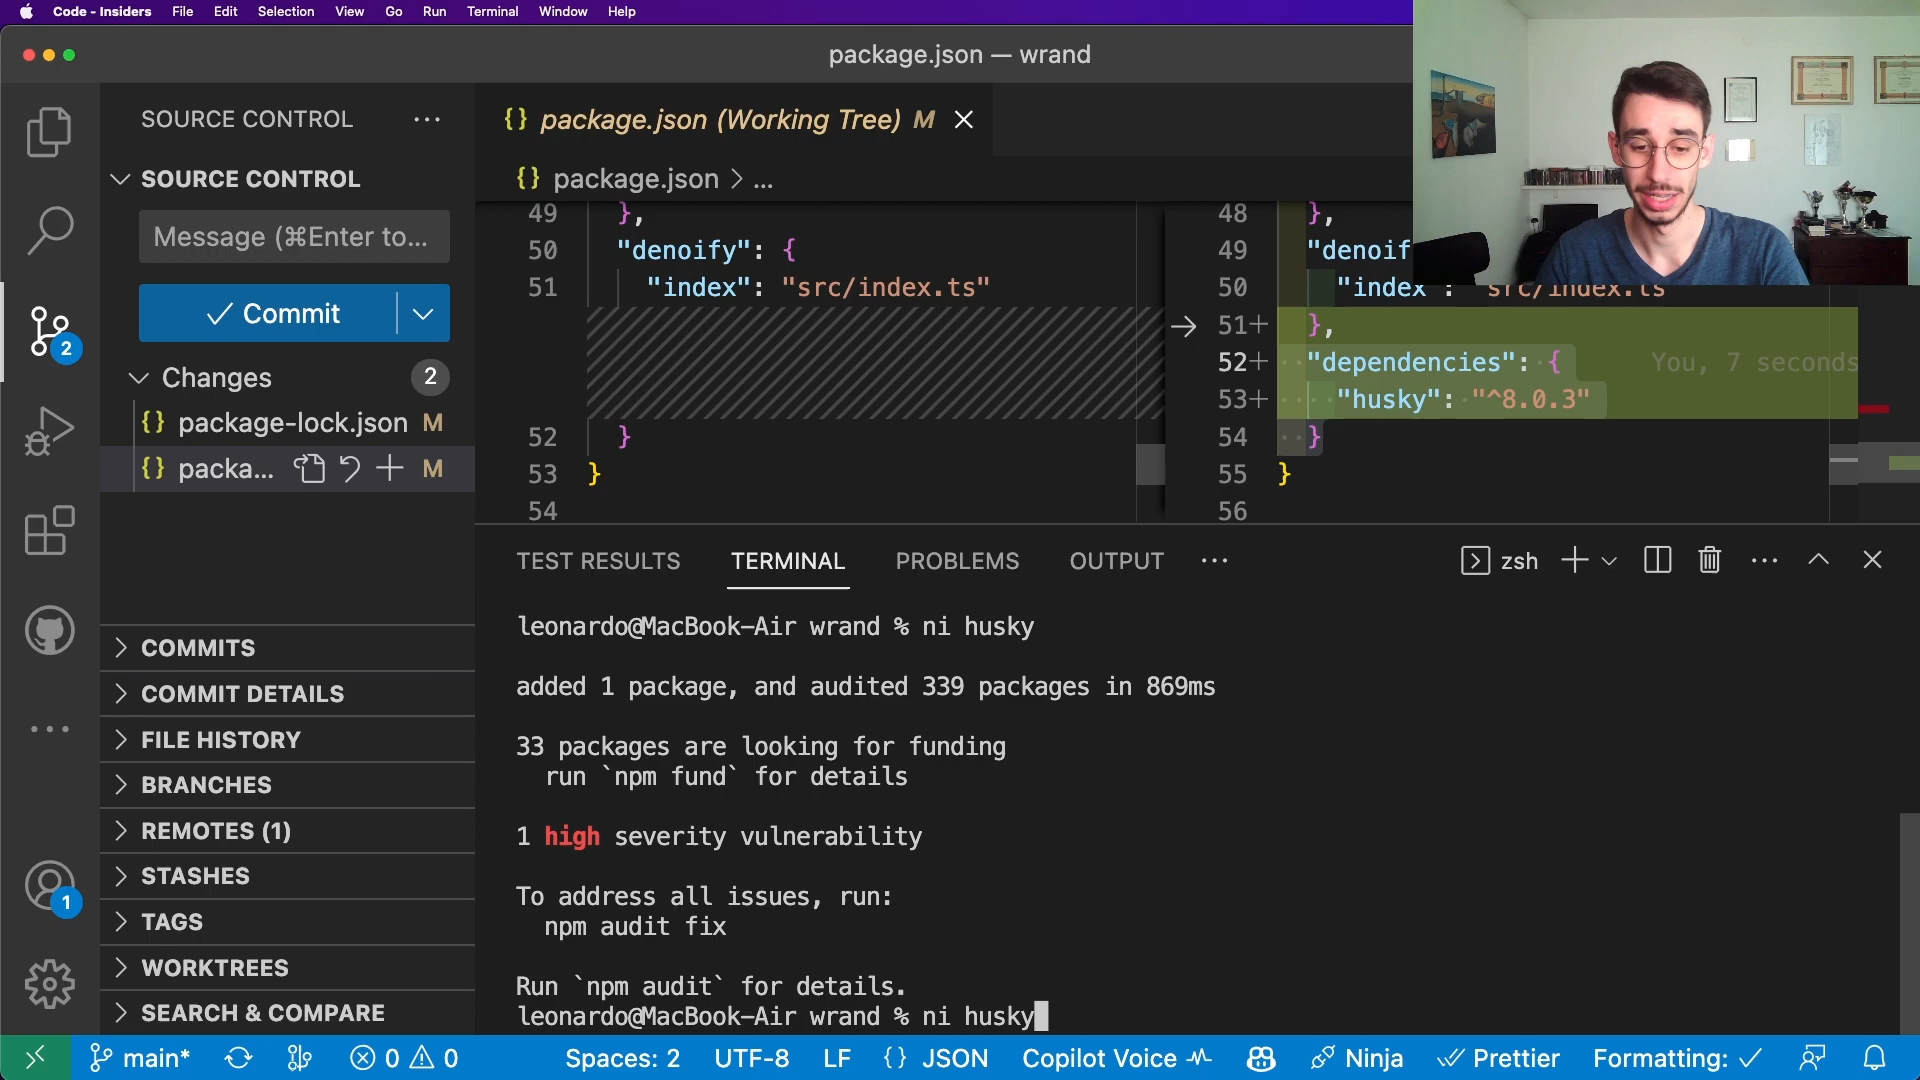 Code - Insiders File Edit Selection View Go Run Terminal Window Help
package.json — wrand
SOURCE CONTROL
SOURCE CONTROL
Message (⌘Enter to...
Commit
Changes 2
package-lock.json M
packa... M
COMMITS
COMMIT DETAILS
FILE HISTORY
BRANCHES
REMOTES (1)
STASHES
TAGS
WORKTREES
SEARCH & COMPARE
2
1
{} package.json (Working Tree) M
{} package.json > ...
49 },
50 "denoify": {
51 "index": "src/index.ts"
52 }
53 }
54
48 },
49 "denoif
50 "index": "src/index.ts
51+ },
52+ "dependencies": { You, 7 seconds
53+ "husky": "^8.0.3"
54 }
55 }
56
TEST RESULTS TERMINAL PROBLEMS OUTPUT ... zsh
leonardo@MacBook-Air wrand % ni husky
added 1 package, and audited 339 packages in 869ms
33 packages are looking for funding
run `npm fund` for details
1 high severity vulnerability
To address all issues, run:
npm audit fix
Run `npm audit` for details.
leonardo@MacBook-Air wrand % ni husky
main* 0 0 Spaces: 2 UTF-8 LF {} JSON Copilot Voice Ninja Prettier Formatting: ✓